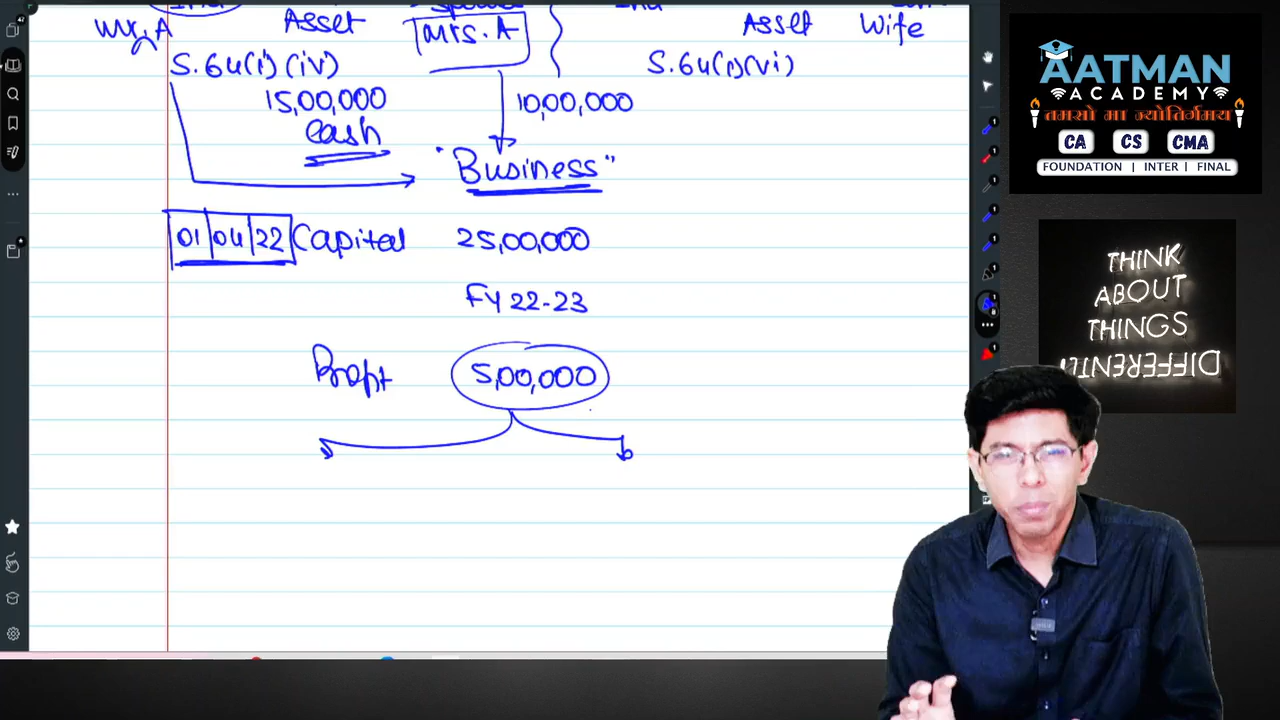 Mr. A Asset Mrs. A Asset Wife
S.64(1)(iv) S.64(1)(vi)
15,00,000 10,00,000
Cash
"Business"
01 04 22 Capital 25,00,000
FY 22-23
Profit 5,00,000
AATMAN
ACADEMY
तमसो मा ज्योतिर्गमय
CA CS CMA
FOUNDATION | INTER | FINAL
THINK
ABOUT
THINGS
DIFFERENTLY